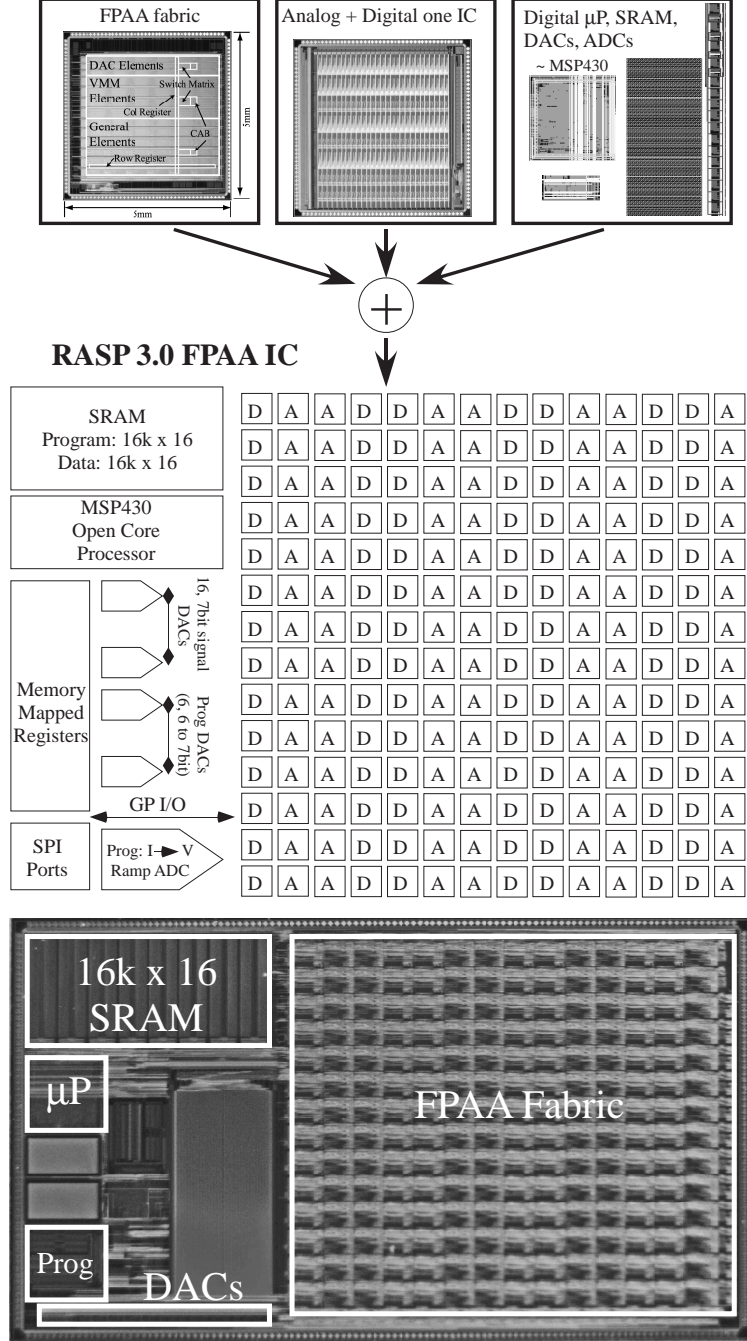 FPAA fabric
DAC Elements
VMM
Elements
Switch Matrix
Col Register
General
Elements
CAB
Row Register
5mm
5mm
Analog + Digital one IC
Digital μP, SRAM,
DACs, ADCs
~ MSP430
+
RASP 3.0 FPAA IC
SRAM
Program: 16k x 16
Data: 16k x 16
MSP430
Open Core
Processor
Memory
Mapped
Registers
16, 7bit signal
DACs
Prog DACs
(6, 6 to 7bit)
GP I/O
SPI
Ports
Prog: I V
Ramp ADC
D A A D D A A D D A A D D A
D A A D D A A D D A A D D A
D A A D D A A D D A A D D A
D A A D D A A D D A A D D A
D A A D D A A D D A A D D A
D A A D D A A D D A A D D A
D A A D D A A D D A A D D A
D A A D D A A D D A A D D A
D A A D D A A D D A A D D A
D A A D D A A D D A A D D A
D A A D D A A D D A A D D A
D A A D D A A D D A A D D A
D A A D D A A D D A A D D A
D A A D D A A D D A A D D A
16k x 16
SRAM
μP
FPAA Fabric
Prog
DACs